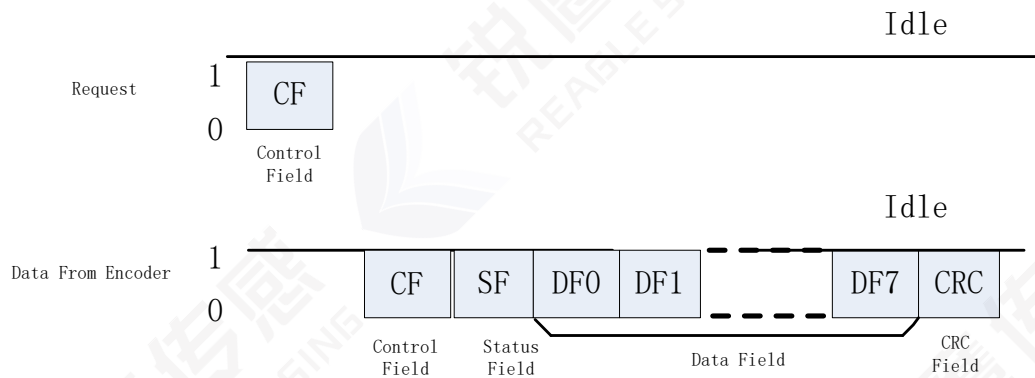 Idle
Request
1
0
CF
Control
Field
Idle
Data From Encoder
1
0
CF
SF
DF0
DF1
DF7
CRC
Control
Field
Status
Field
Data Field
CRC
Field